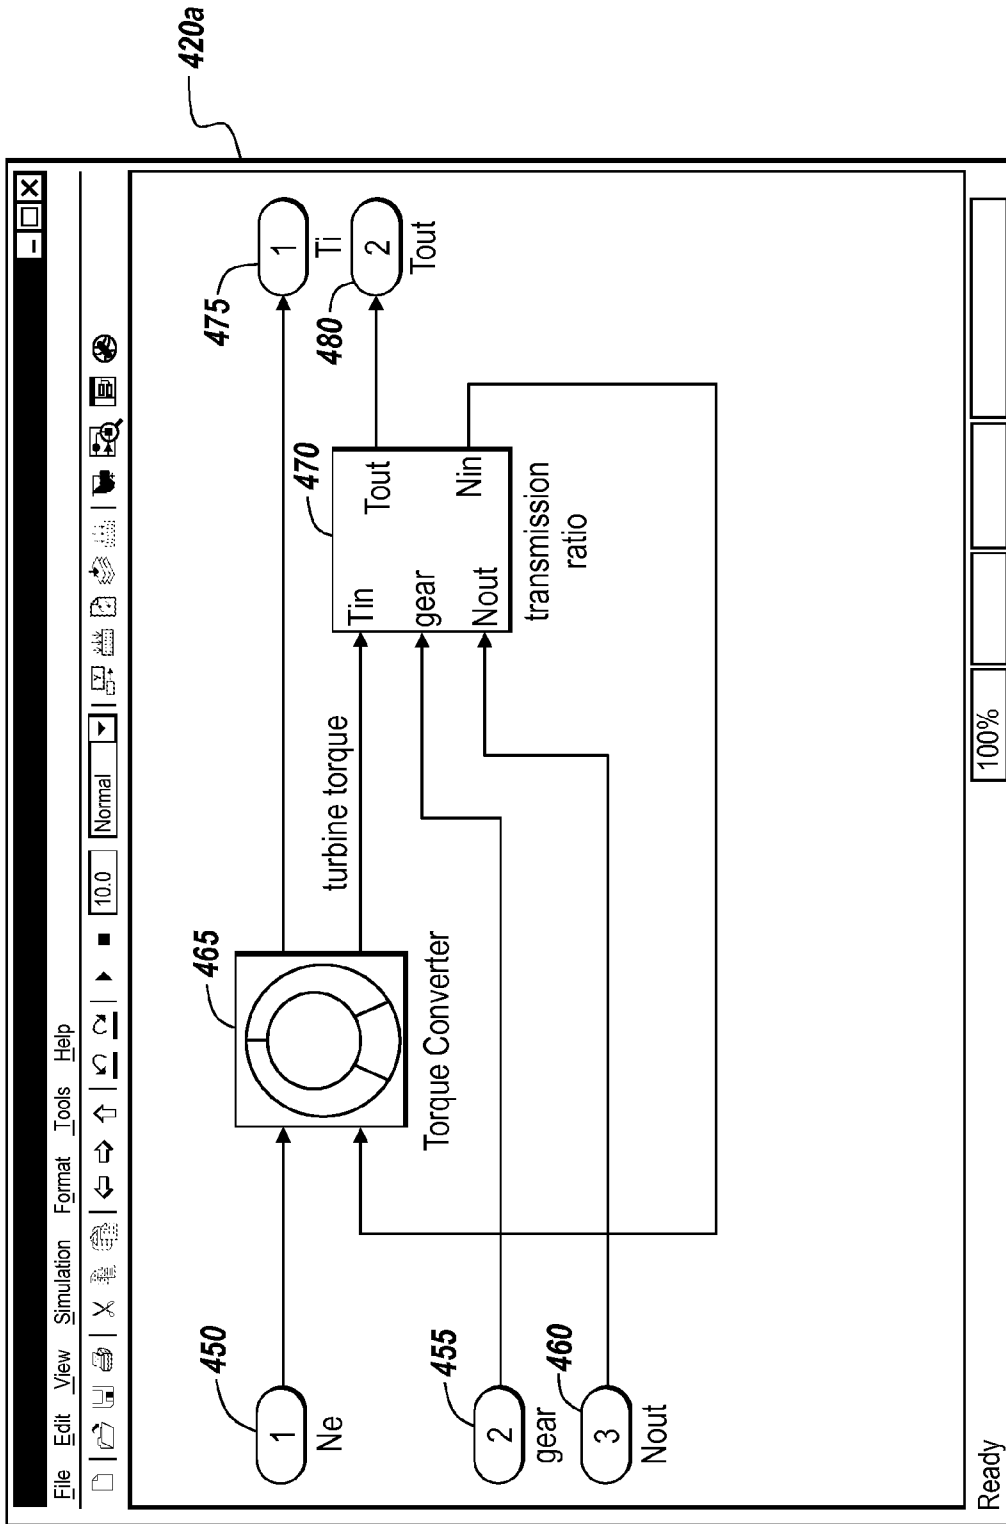 420a
File Edit View Simulation Format Tools Help
10.0
Normal
450
1
Ne
465
Torque Converter
turbine torque
475
1
Ti
480
2
Tout
470
Tin
gear
Nout
Tout
Nin
transmission
ratio
455
2
gear
460
3
Nout
Ready
100%